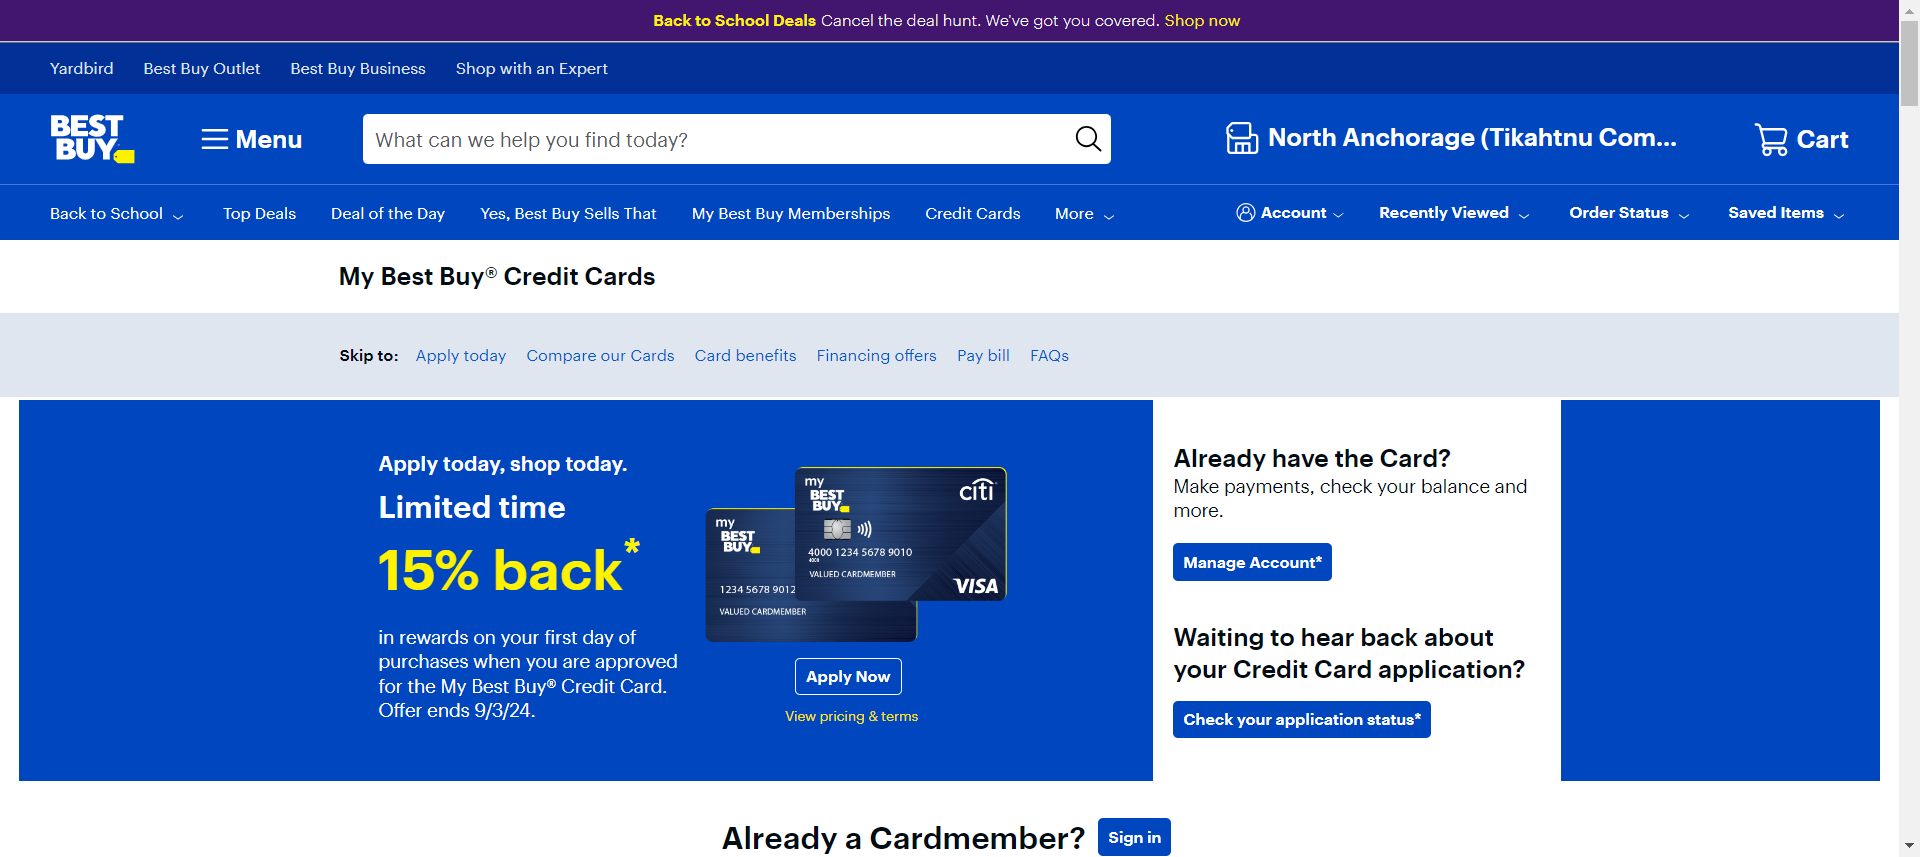 Back to School Deals Cancel the deal hunt. We've got you covered. Shop now
Yardbird Best Buy Outlet Best Buy Business Shop with an Expert
BEST
BUY
Menu
What can we help you find today?
North Anchorage (Tikahtnu Com...
Cart
Back to School Top Deals Deal of the Day Yes, Best Buy Sells That My Best Buy Memberships Credit Cards More Account Recently Viewed Order Status Saved Items
My Best Buy® Credit Cards
Skip to: Apply today Compare our Cards Card benefits Financing offers Pay bill FAQs
Apply today, shop today.
Limited time
15% back*
in rewards on your first day of
purchases when you are approved
for the My Best Buy® Credit Card.
Offer ends 9/3/24.
my
BEST
BUY
citi
4000 1234 5678 9010
4000
VALUED CARDMEMBER
VISA
my
BEST
BUY
1234 5678 9012
VALUED CARDMEMBER
Apply Now
View pricing & terms
Already have the Card?
Make payments, check your balance and
more.
Manage Account*
Waiting to hear back about
your Credit Card application?
Check your application status*
Already a Cardmember? Sign in